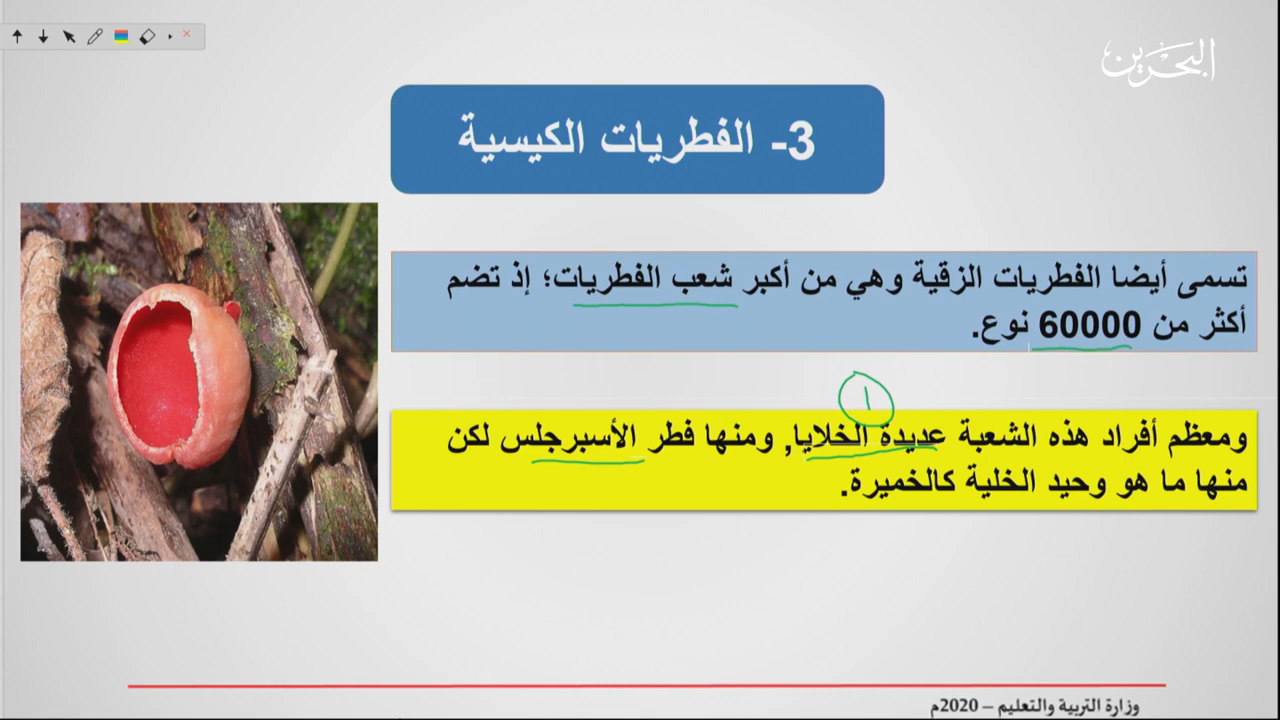 البحرين
3- الفطريات الكيسية
تسمى أيضا الفطريات الزقية وهي من أكبر شعب الفطريات؛ إذ تضم
أكثر من 60000 نوع.
١
ومعظم أفراد هذه الشعبة عديدة الخلايا, ومنها فطر الأسبرجلس لكن
منها ما هو وحيد الخلية كالخميرة.
وزارة التربية والتعليم – 2020م